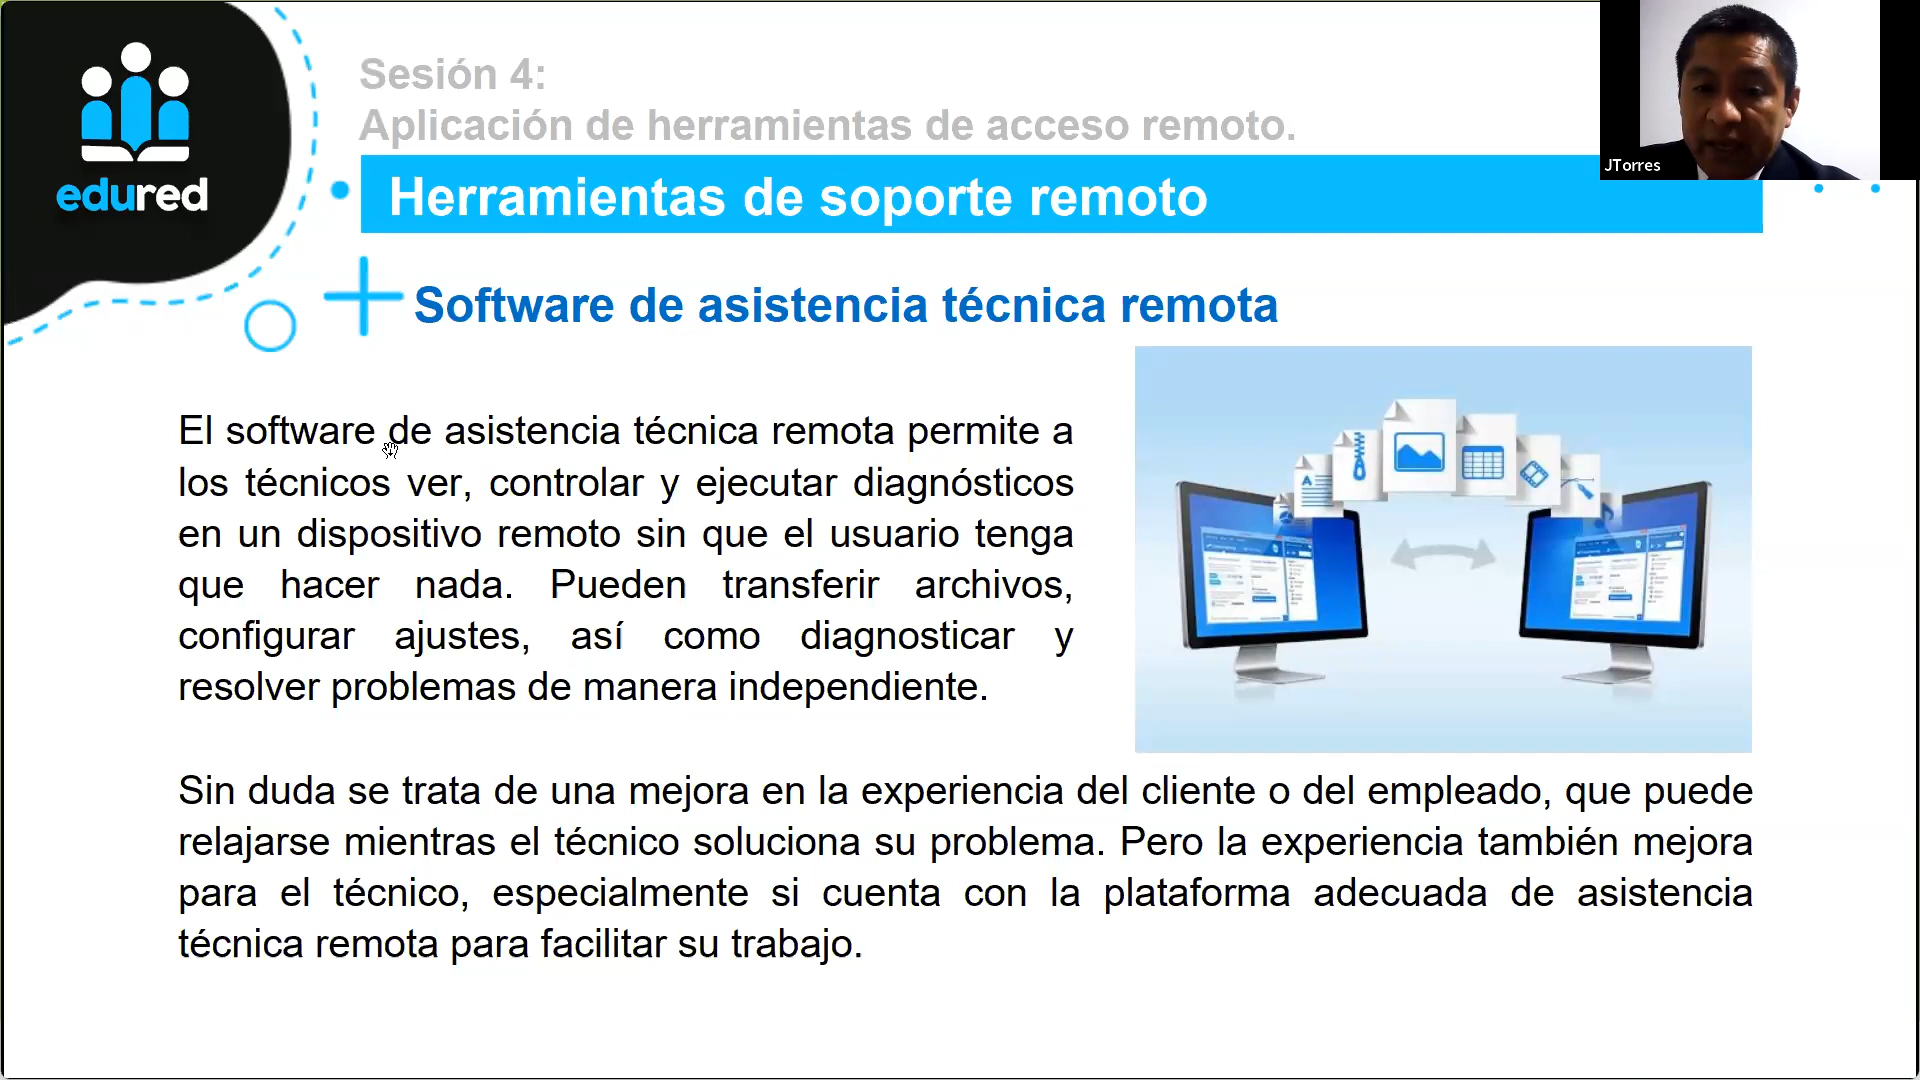 edured
Sesión 4:
Aplicación de herramientas de acceso remoto.
JTorres
Herramientas de soporte remoto
Software de asistencia técnica remota
El software de asistencia técnica remota permite a
los técnicos ver, controlar y ejecutar diagnósticos
en un dispositivo remoto sin que el usuario tenga
que hacer nada. Pueden transferir archivos,
configurar ajustes, así como diagnosticar y
resolver problemas de manera independiente.
Sin duda se trata de una mejora en la experiencia del cliente o del empleado, que puede
relajarse mientras el técnico soluciona su problema. Pero la experiencia también mejora
para el técnico, especialmente si cuenta con la plataforma adecuada de asistencia
técnica remota para facilitar su trabajo.